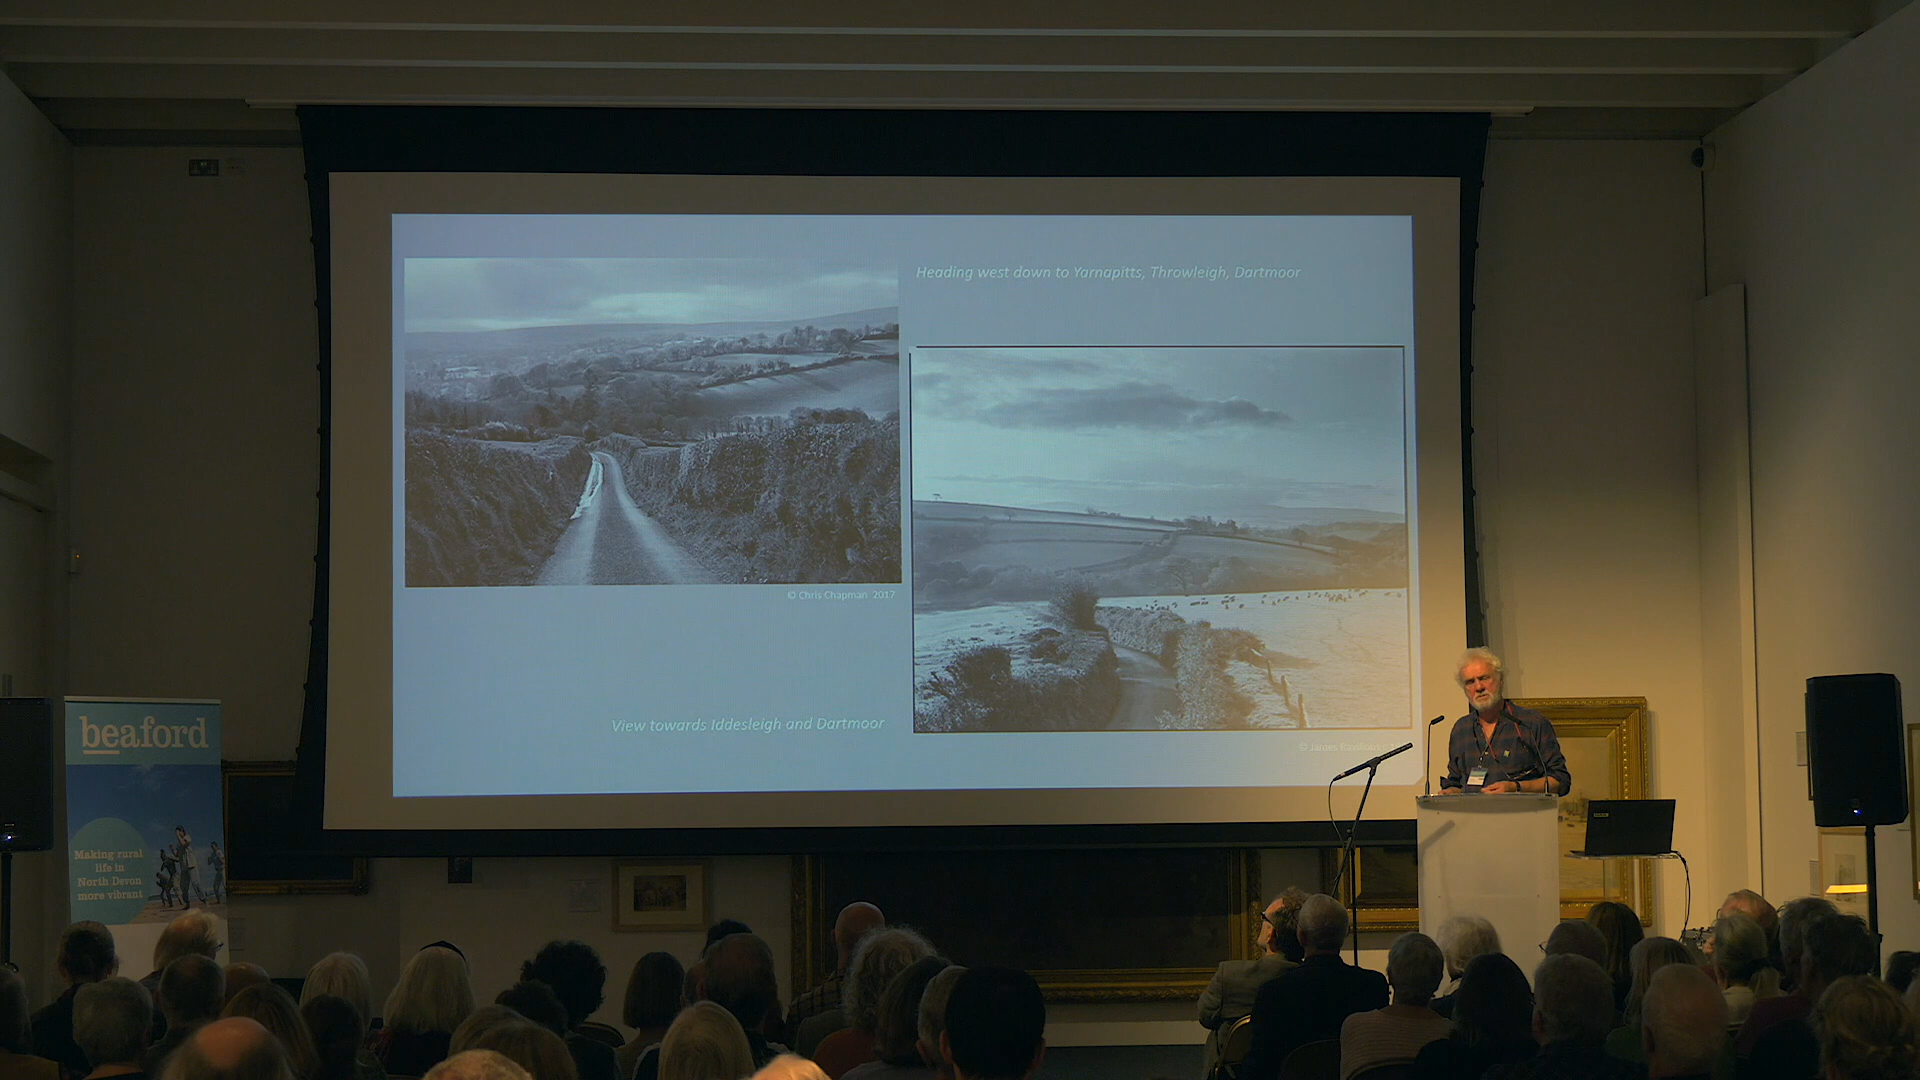 Heading west down to Yarnapitts, Throwleigh, Dartmoor
© Chris Chapman 2017
View towards Iddesleigh and Dartmoor
© James
beaford
Making rural
life in
North Devon
more vibrant